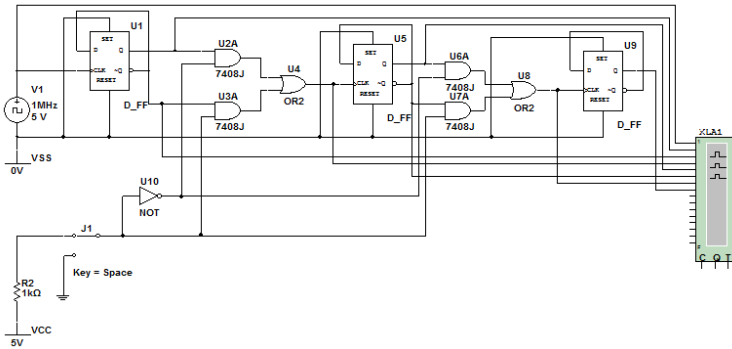 U1
SET
D Q
CLK ~Q
RESET
D_FF
V1
1MHz
5 V
VSS
0V
U2A
7408J
U3A
7408J
U4
OR2
U5
SET
D Q
CLK ~Q
RESET
D_FF
U6A
7408J
U7A
7408J
U8
OR2
U9
SET
D Q
CLK ~Q
RESET
D_FF
XLA1
1
F
C Q T
U10
NOT
J1
Key = Space
R2
1kΩ
VCC
5V